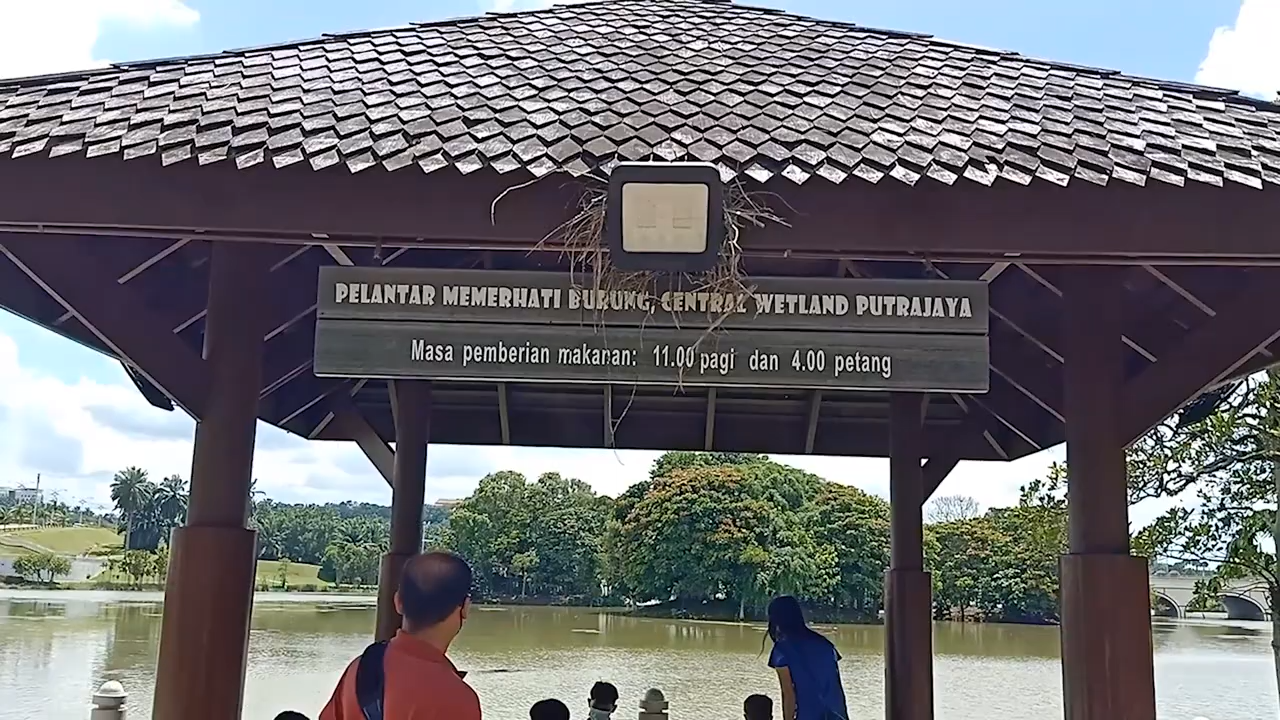 PELANTAR MEMERHATI BURUNG, CENTRAL WETLAND PUTRAJAYA
Masa pemberian makanan: 11.00 pagi dan 4.00 petang